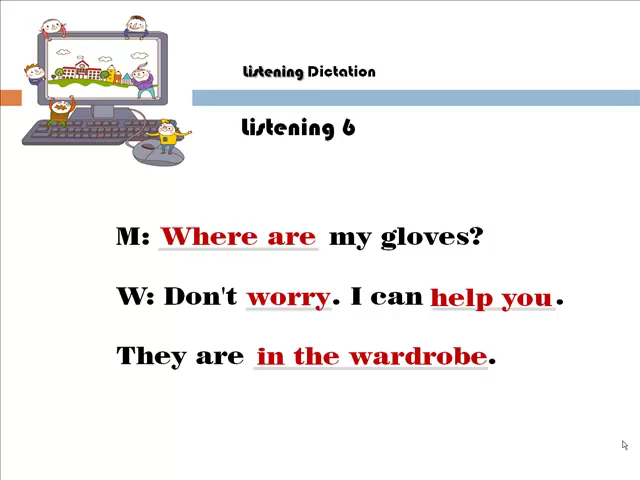 Listening Dictation
Listening 6
M: Where are my gloves?
W: Don't worry. I can help you.
They are in the wardrobe.